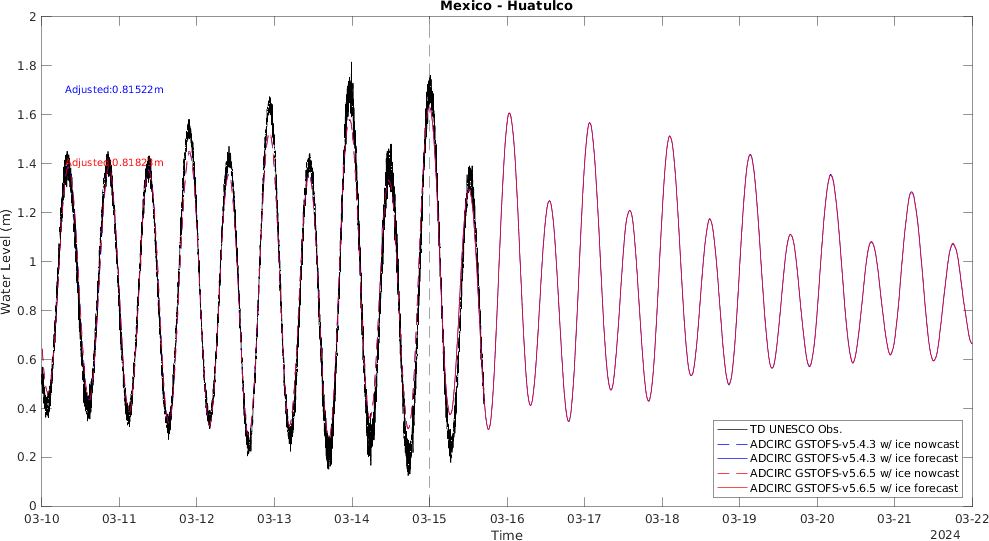 Mexico - Huatulco
2
1.8
1.6
1.4
1.2
1
0.8
0.6
0.4
0.2
0
Water Level (m)
Adjusted:0.81522m
Adjusted:0.81823m
TD UNESCO Obs.
ADCIRC GSTOFS-v5.4.3 w/ ice nowcast
ADCIRC GSTOFS-v5.4.3 w/ ice forecast
ADCIRC GSTOFS-v5.6.5 w/ ice nowcast
ADCIRC GSTOFS-v5.6.5 w/ ice forecast
03-10 03-11 03-12 03-13 03-14 03-15 03-16 03-17 03-18 03-19 03-20 03-21 03-22
Time
2024